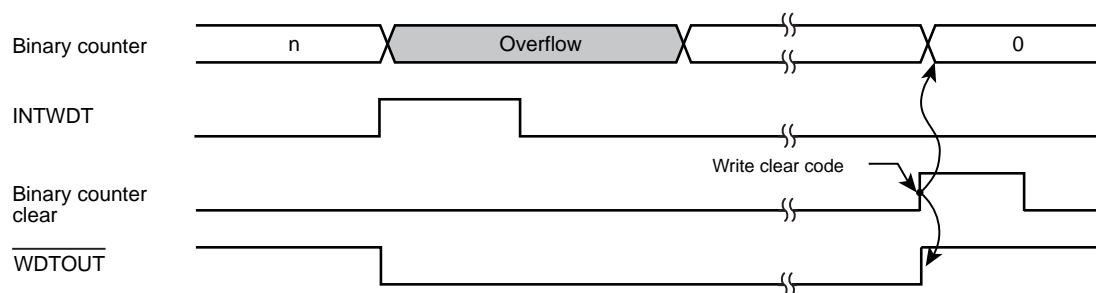 Binary counter
n
Overflow
0
INTWDT
Write clear code
Binary counter
clear
WDTOUT